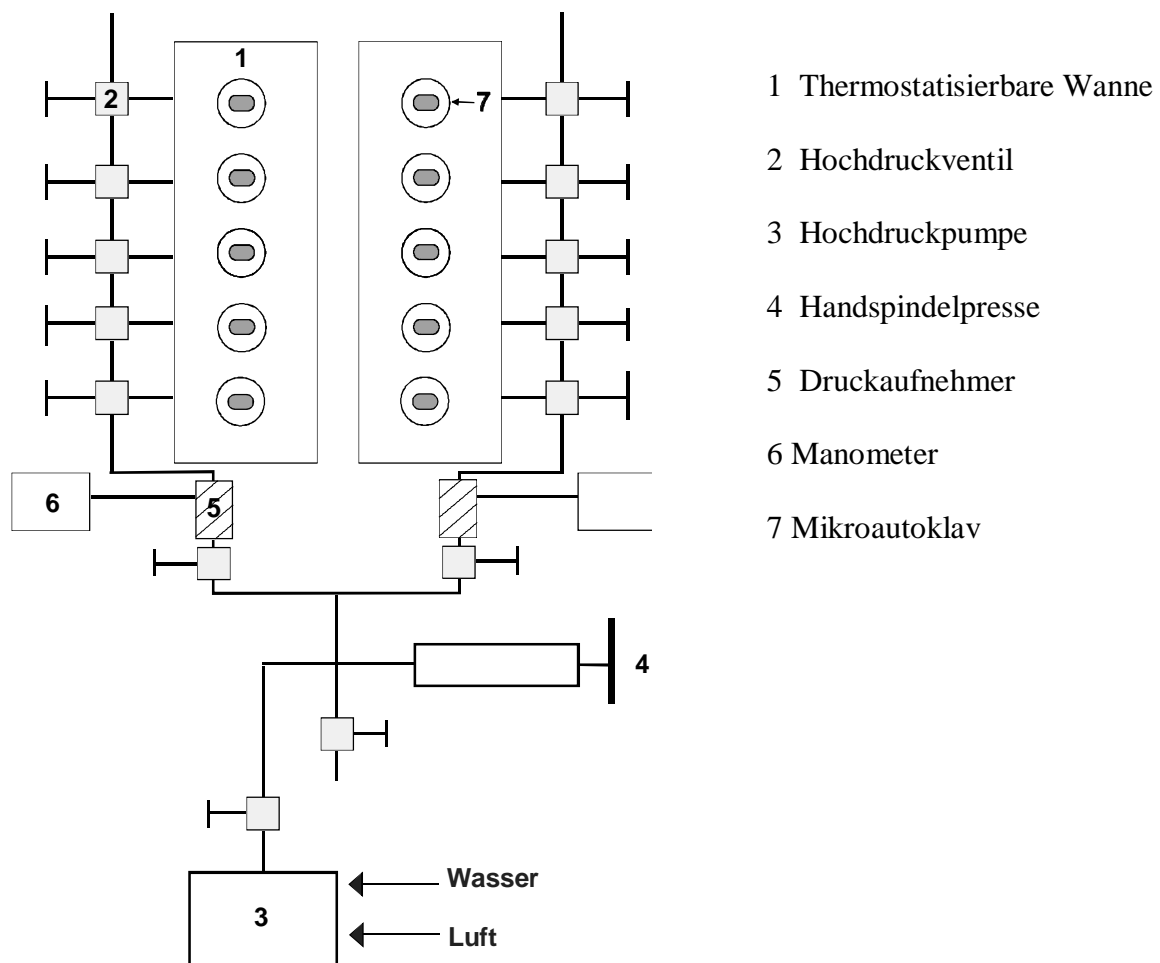 1
2
7
6
5
4
3
Wasser
Luft
1 Thermostatisierbare Wanne
2 Hochdruckventil
3 Hochdruckpumpe
4 Handspindelpresse
5 Druckaufnehmer
6 Manometer
7 Mikroautoklav